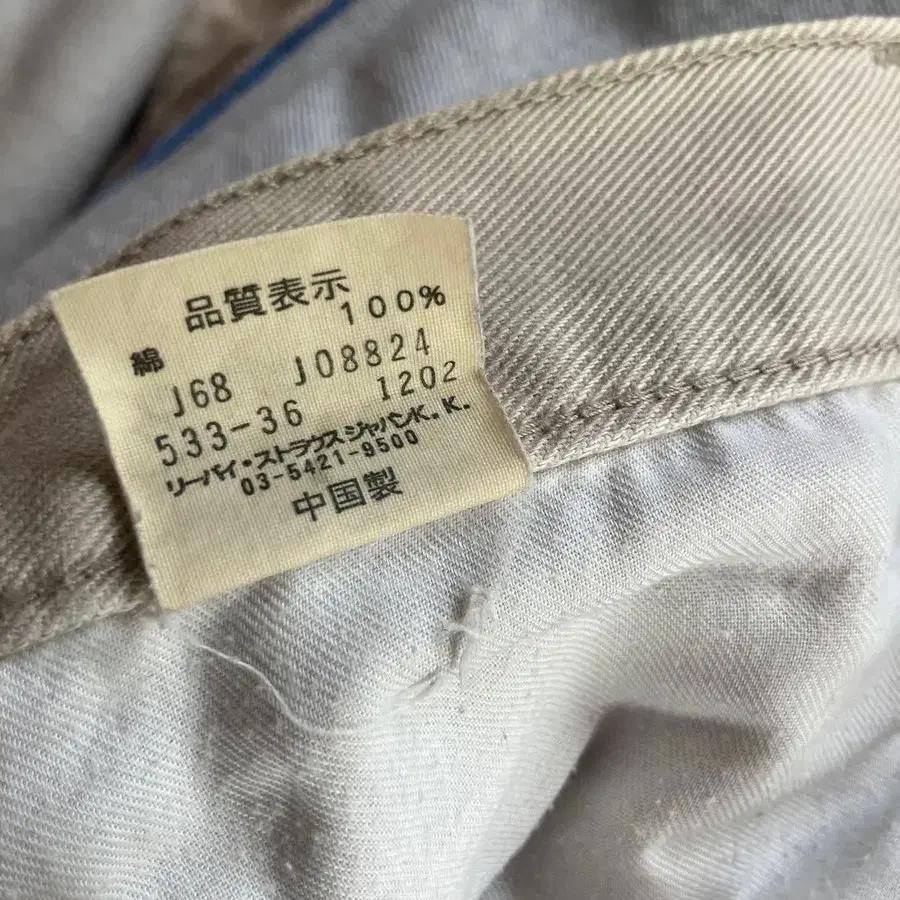 品質表示
綿 100%
J68 J08824
533-36 1202
リーバイ・ストラウスジャパンK.K.
03-5421-9500
中国製